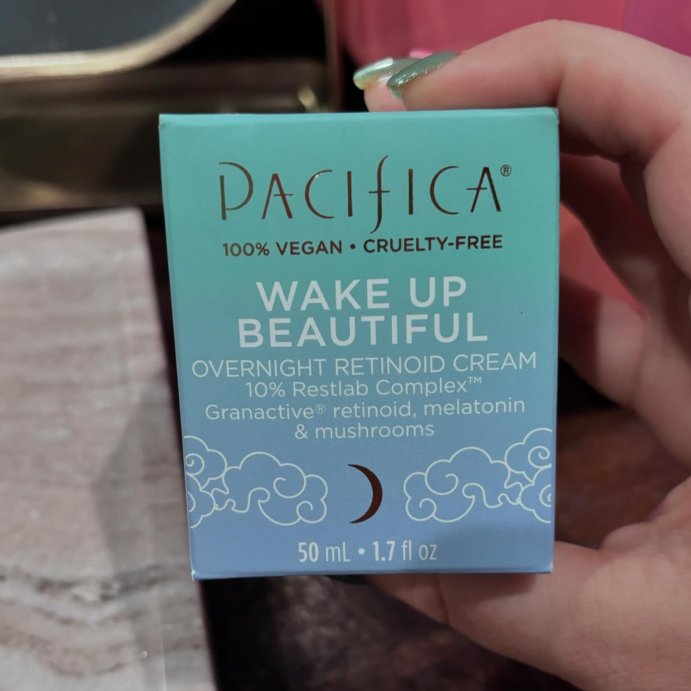 PACIFICA®
100% VEGAN • CRUELTY-FREE
WAKE UP
BEAUTIFUL
OVERNIGHT RETINOID CREAM
10% Restlab Complex™
Granactive® retinoid, melatonin
& mushrooms
50 mL • 1.7 fl oz